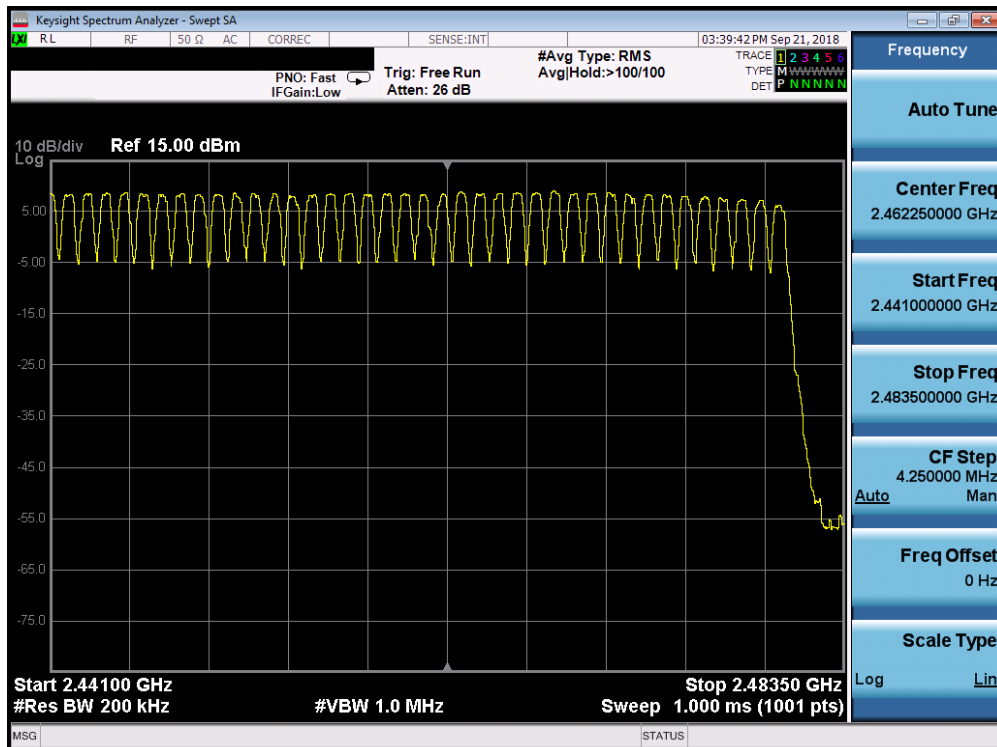 Keysight Spectrum Analyzer - Swept SA
LXI RL RF 50 Ω AC CORREC SENSE:INT 03:39:42 PM Sep 21, 2018
PNO: Fast
IFGain:Low
Trig: Free Run
Atten: 26 dB
#Avg Type: RMS
Avg|Hold:>100/100
TRACE 1 2 3 4 5 6
TYPE M WWWWW
DET P N N N N N
10 dB/div Ref 15.00 dBm
Log
5.00
-5.00
-15.0
-25.0
-35.0
-45.0
-55.0
-65.0
-75.0
Start 2.44100 GHz Stop 2.48350 GHz
#Res BW 200 kHz #VBW 1.0 MHz Sweep 1.000 ms (1001 pts)
MSG STATUS
Frequency
Auto Tune
Center Freq
2.462250000 GHz
Start Freq
2.441000000 GHz
Stop Freq
2.483500000 GHz
CF Step
4.250000 MHz
Auto Man
Freq Offset
0 Hz
Scale Type
Log Lin